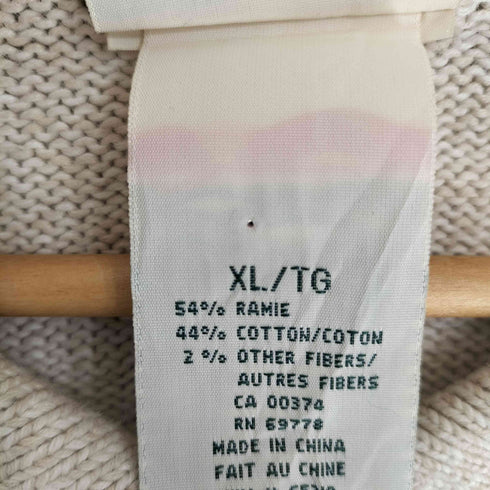 XL/TG
54% RAMIE
44% COTTON/COTON
2% OTHER FIBERS/
AUTRES FIBERS
CA 00374
RN 69778
MADE IN CHINA
FAIT AU CHINE